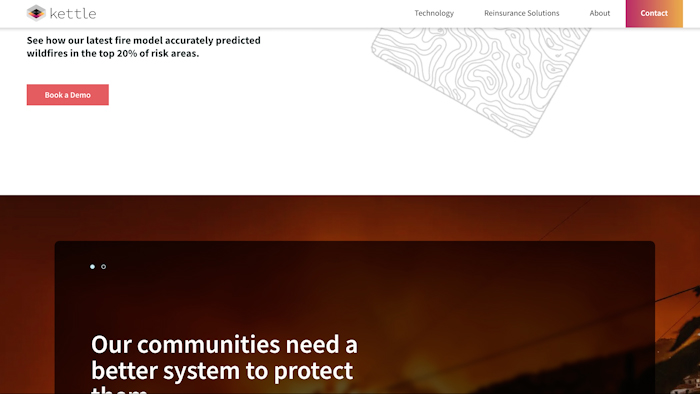 kettle
Technology
Reinsurance Solutions
About
Contact
See how our latest fire model accurately predicted
wildfires in the top 20% of risk areas.
Book a Demo
Our communities need a
better system to protect
them